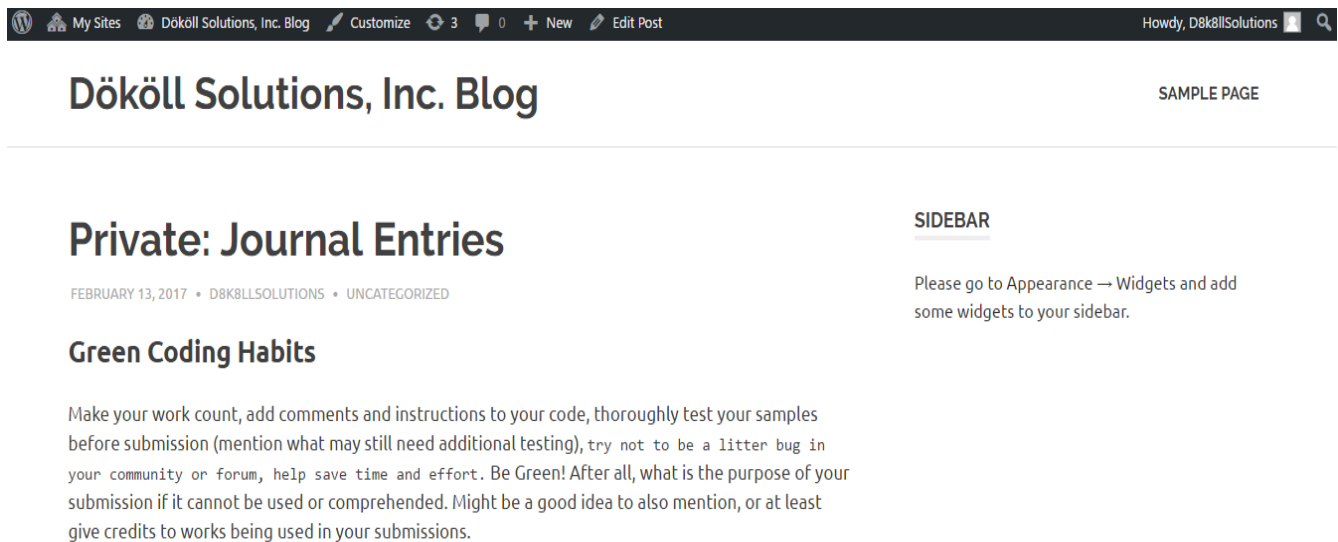 My Sites Dököll Solutions, Inc. Blog Customize 3 0 New Edit Post Howdy, D8k8llSolutions
Dököll Solutions, Inc. Blog
SAMPLE PAGE
Private: Journal Entries
FEBRUARY 13, 2017 • D8K8LLSOLUTIONS • UNCATEGORIZED
Green Coding Habits
Make your work count, add comments and instructions to your code, thoroughly test your samples
before submission (mention what may still need additional testing), try not to be a litter bug in
your community or forum, help save time and effort. Be Green! After all, what is the purpose of your
submission if it cannot be used or comprehended. Might be a good idea to also mention, or at least
give credits to works being used in your submissions.
SIDEBAR
Please go to Appearance → Widgets and add
some widgets to your sidebar.